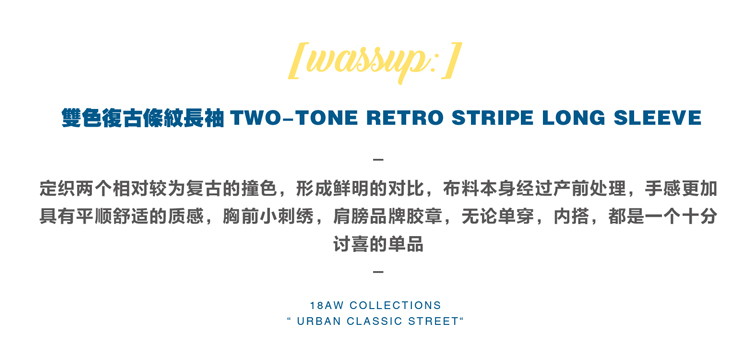 [wassup:]
雙色復古條紋長袖 TWO-TONE RETRO STRIPE LONG SLEEVE
–
定织两个相对较为复古的撞色，形成鲜明的对比，布料本身经过产前处理，手感更加
具有平顺舒适的质感，胸前小刺绣，肩膀品牌胶章，无论单穿，内搭，都是一个十分
讨喜的单品
–
18AW COLLECTIONS
“ URBAN CLASSIC STREET“